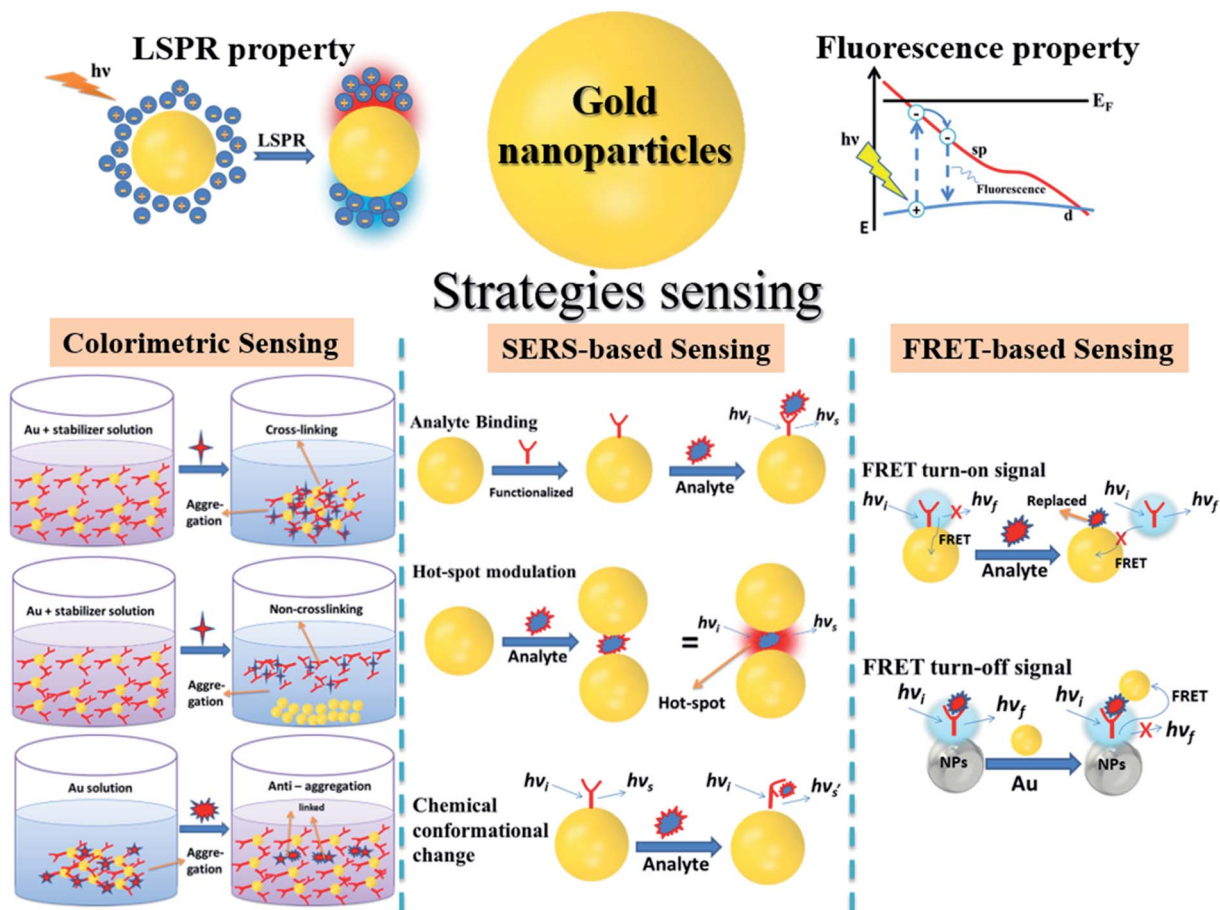 LSPR property
hν
LSPR
Gold
nanoparticles
Fluorescence property
E_F
hν
sp
Fluorescence
E
d
Strategies sensing
Colorimetric Sensing
Au + stabilizer solution
Cross-linking
Aggre-
gation
Au + stabilizer solution
Non-crosslinking
Aggre-
gation
Au solution
Anti – aggregation
linked
Aggre-
gation
SERS-based Sensing
Analyte Binding
Functionalized
Analyte
hν_i
hν_s
Hot-spot modulation
Analyte
=
hν_i
hν_s
Hot-spot
Chemical
conformational
change
hν_i
hν_s
Analyte
hν_i
hν_s'
FRET-based Sensing
FRET turn-on signal
hν_i
hν_f
FRET
Analyte
Replaced
hν_i
hν_f
FRET
FRET turn-off signal
hν_i
hν_f
NPs
Au
hν_i
FRET
hν_f
NPs